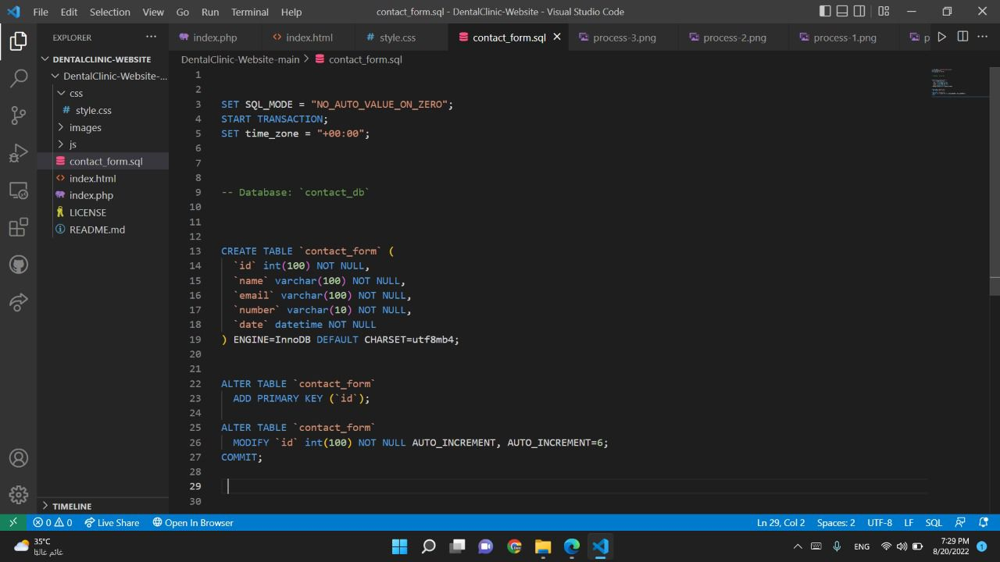 File Edit Selection View Go Run Terminal Help
contact_form.sql - DentalClinic-Website - Visual Studio Code
EXPLORER
DENTALCLINIC-WEBSITE
DentalClinic-Website-...
css
# style.css
images
js
contact_form.sql
index.html
index.php
LICENSE
README.md
TIMELINE
index.php
index.html
# style.css
contact_form.sql
process-3.png
process-2.png
process-1.png
p
DentalClinic-Website-main > contact_form.sql
1
2
3 SET SQL_MODE = "NO_AUTO_VALUE_ON_ZERO";
4 START TRANSACTION;
5 SET time_zone = "+00:00";
6
7
8
9 -- Database: `contact_db`
10
11
12
13 CREATE TABLE `contact_form` (
14 `id` int(100) NOT NULL,
15 `name` varchar(100) NOT NULL,
16 `email` varchar(100) NOT NULL,
17 `number` varchar(10) NOT NULL,
18 `date` datetime NOT NULL
19 ) ENGINE=InnoDB DEFAULT CHARSET=utf8mb4;
20
21
22 ALTER TABLE `contact_form`
23 ADD PRIMARY KEY (`id`);
24
25 ALTER TABLE `contact_form`
26 MODIFY `id` int(100) NOT NULL AUTO_INCREMENT, AUTO_INCREMENT=6;
27 COMMIT;
28
29
30
0 0 Live Share Open In Browser
Ln 29, Col 2 Spaces: 2 UTF-8 LF SQL
35°C
غائم غالبًا
ENG
7:29 PM
8/20/2022
1